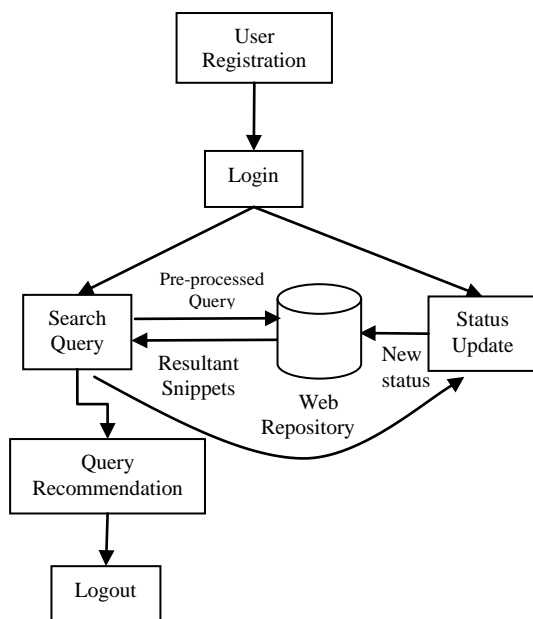 User
Registration
Login
Pre-processed
Query
Search
Query
Status
Update
Resultant
Snippets
New
status
Web
Repository
Query
Recommendation
Logout